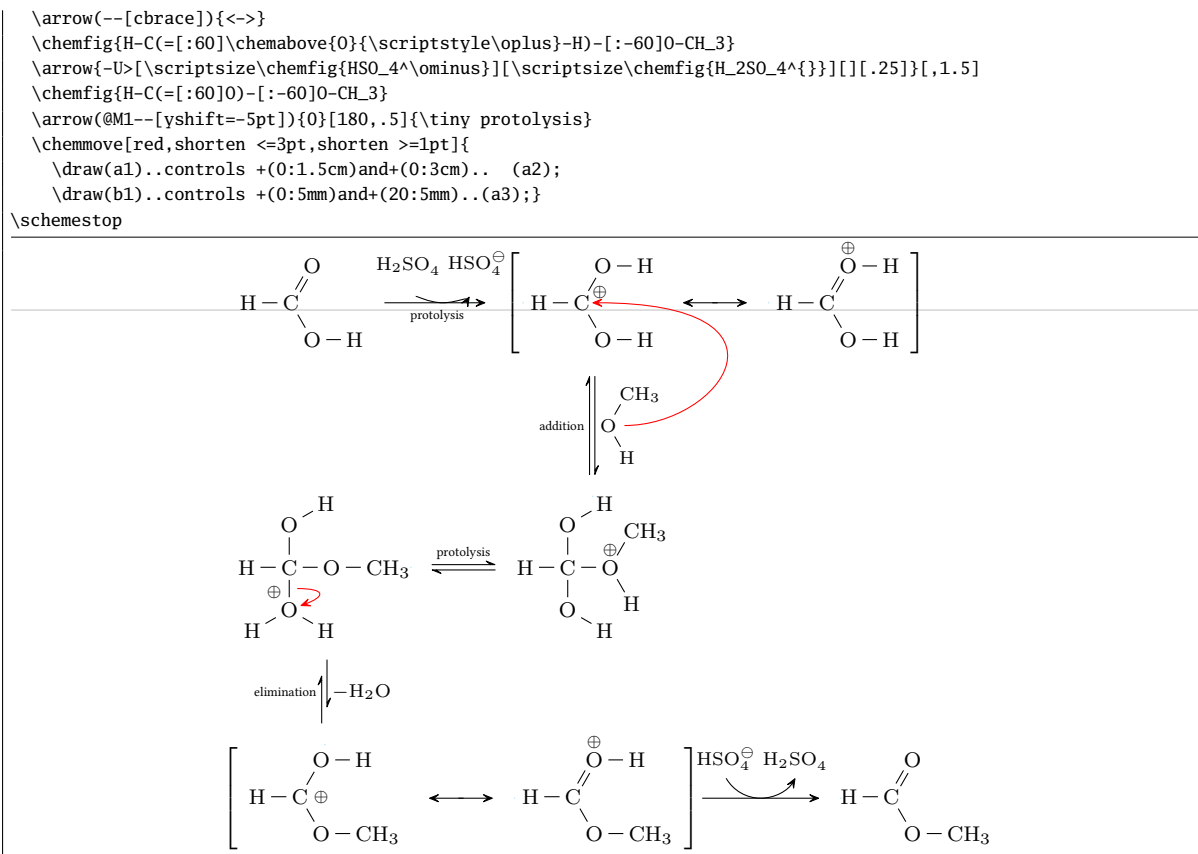 \arrow(--[cbrace]){<->}
\chemfig{H-C(=[:60]\chemabove{O}{\scriptstyle\oplus}-H)-[:-60]O-CH_3}
\arrow{-U>[\scriptsize\chemfig{HSO_4^\ominus}][\scriptsize\chemfig{H_2SO_4^{}}][][.25]}[,1.5]
\chemfig{H-C(=[:60]O)-[:-60]O-CH_3}
\arrow(@M1--[yshift=-5pt]){0}[180,.5]{\tiny protolysis}
\chemmove[red,shorten <=3pt,shorten >=1pt]{
\draw(a1)..controls +(0:1.5cm)and+(0:3cm).. (a2);
\draw(b1)..controls +(0:5mm)and+(20:5mm)..(a3);}
\schemestop
O H₂SO₄ HSO₄⊖ O – H ⊕
H – C protolysis H – C ⊕ H – C O – H
O – H O – H O – H
CH₃
addition O
H
H H
O O CH₃
H – C – O – CH₃ protolysis H – C – O ⊕
⊕ O O H
H H H
elimination −H₂O
O – H ⊕ O – H HSO₄⊖ H₂SO₄ O
H – C ⊕ H – C H – C
O – CH₃ O – CH₃ O – CH₃